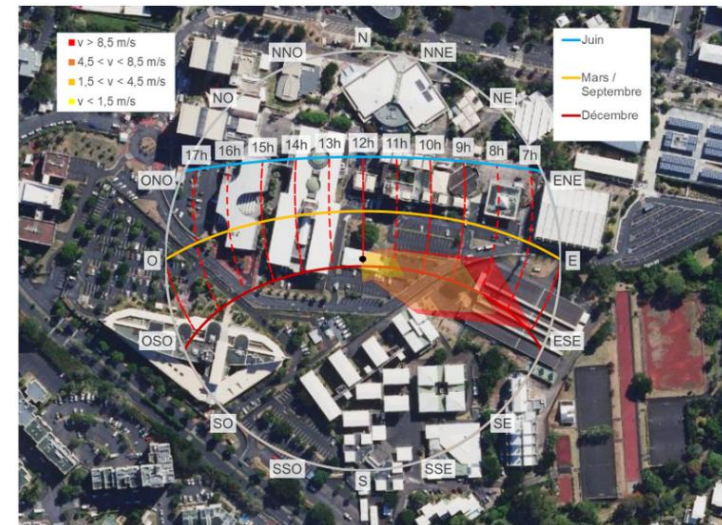 N
NNO
NNE
v > 8,5 m/s
4,5 < v < 8,5 m/s
1,5 < v < 4,5 m/s
v < 1,5 m/s
Juin
Mars /
Septembre
Décembre
NO
NE
17h
16h
15h
14h
13h
12h
11h
10h
9h
8h
7h
ONO
ENE
O
E
OSO
ESE
SO
SE
SSO
SSE
S